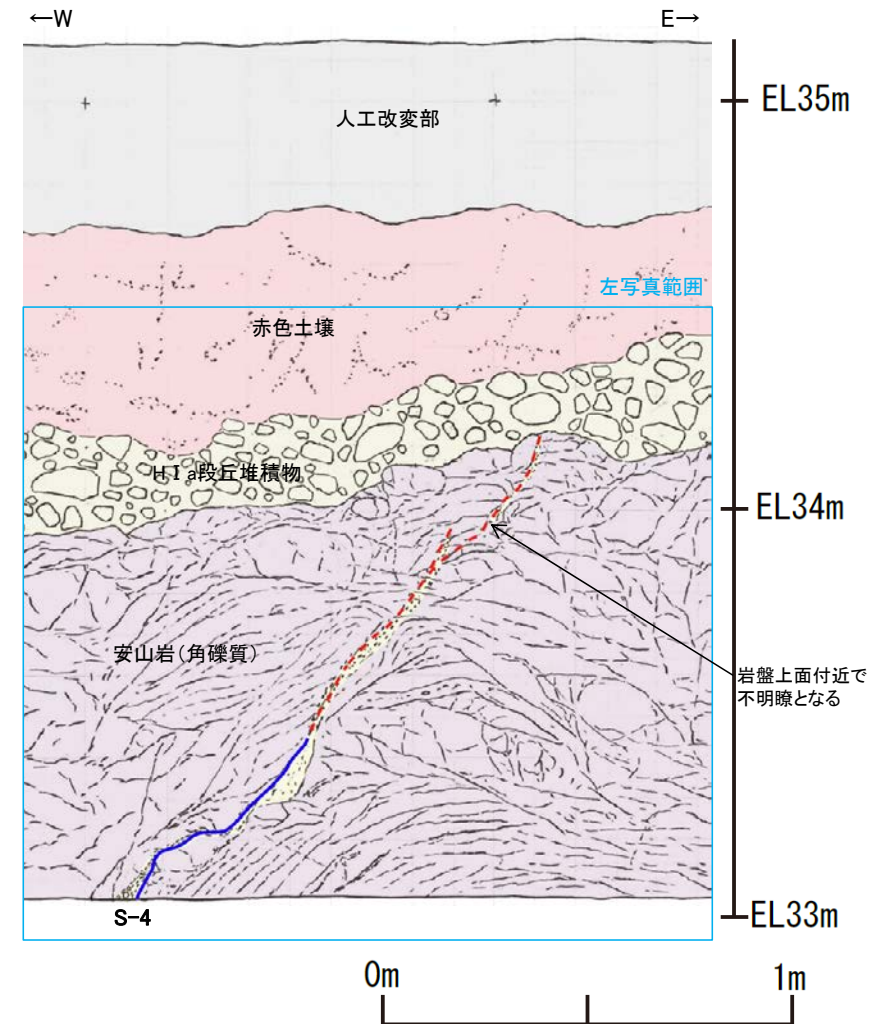 ←W
E→
EL35m
人工改変部
左写真範囲
赤色土壌
HⅠa段丘堆積物
EL34m
安山岩(角礫質)
岩盤上面付近で
不明瞭となる
S-4
EL33m
0m
1m